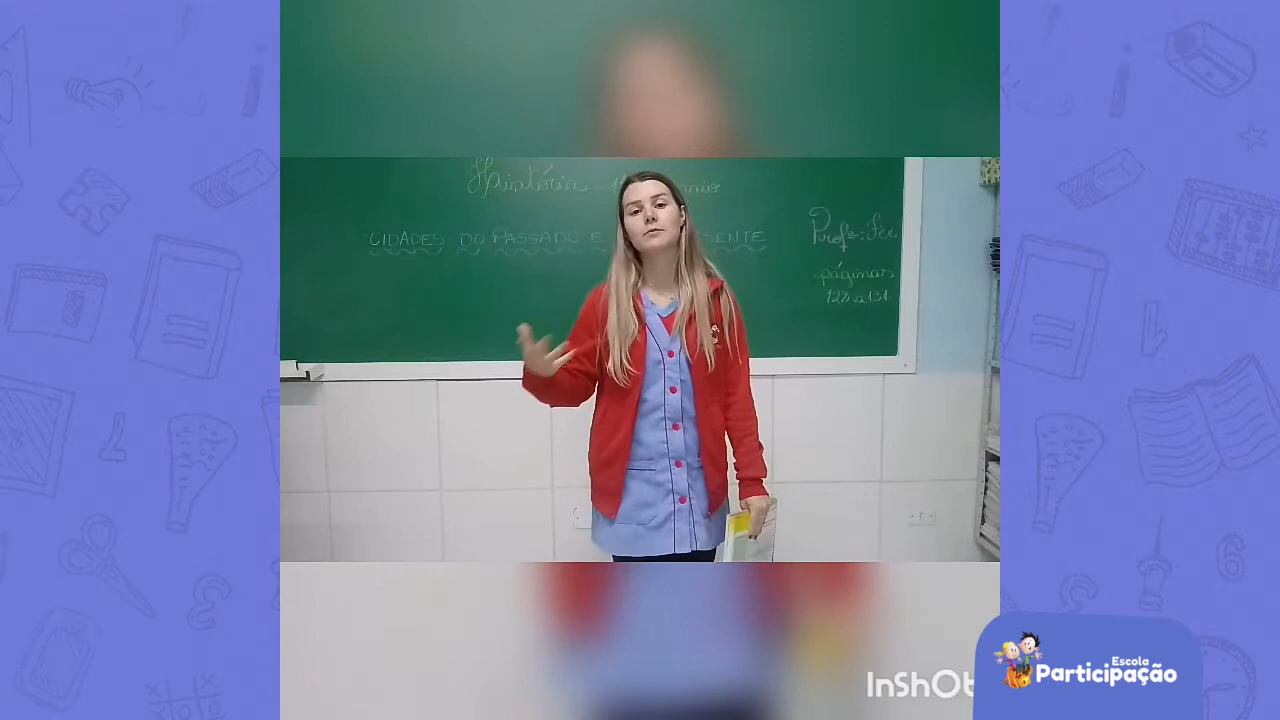 História
CIDADES DO PASSADO E
Profa: Fer
páginas
128 a 131
InShOt
Escola
Participação